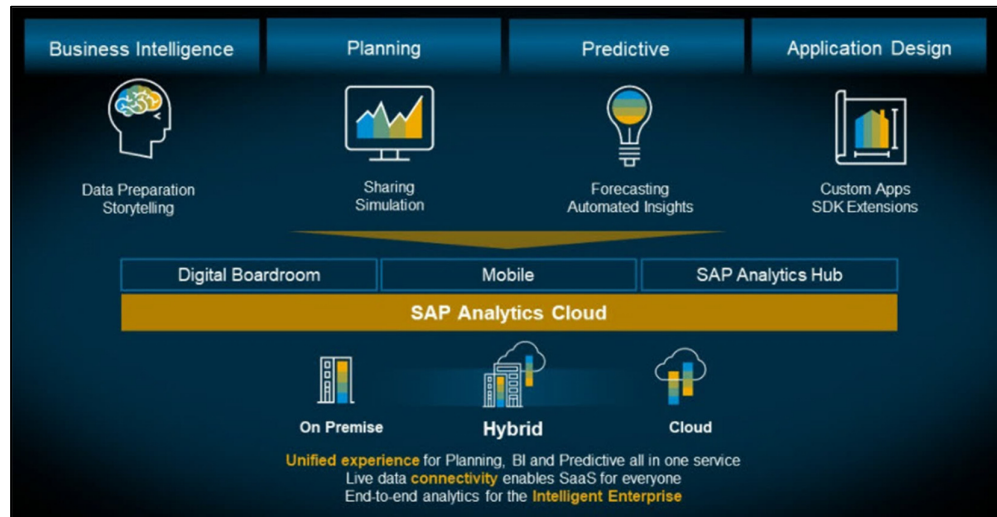 Business Intelligence
Planning
Predictive
Application Design
Data Preparation
Storytelling
Sharing
Simulation
Forecasting
Automated Insights
Custom Apps
SDK Extensions
Digital Boardroom
Mobile
SAP Analytics Hub
SAP Analytics Cloud
On Premise
Hybrid
Cloud
Unified experience for Planning, BI and Predictive all in one service
Live data connectivity enables SaaS for everyone
End-to-end analytics for the Intelligent Enterprise